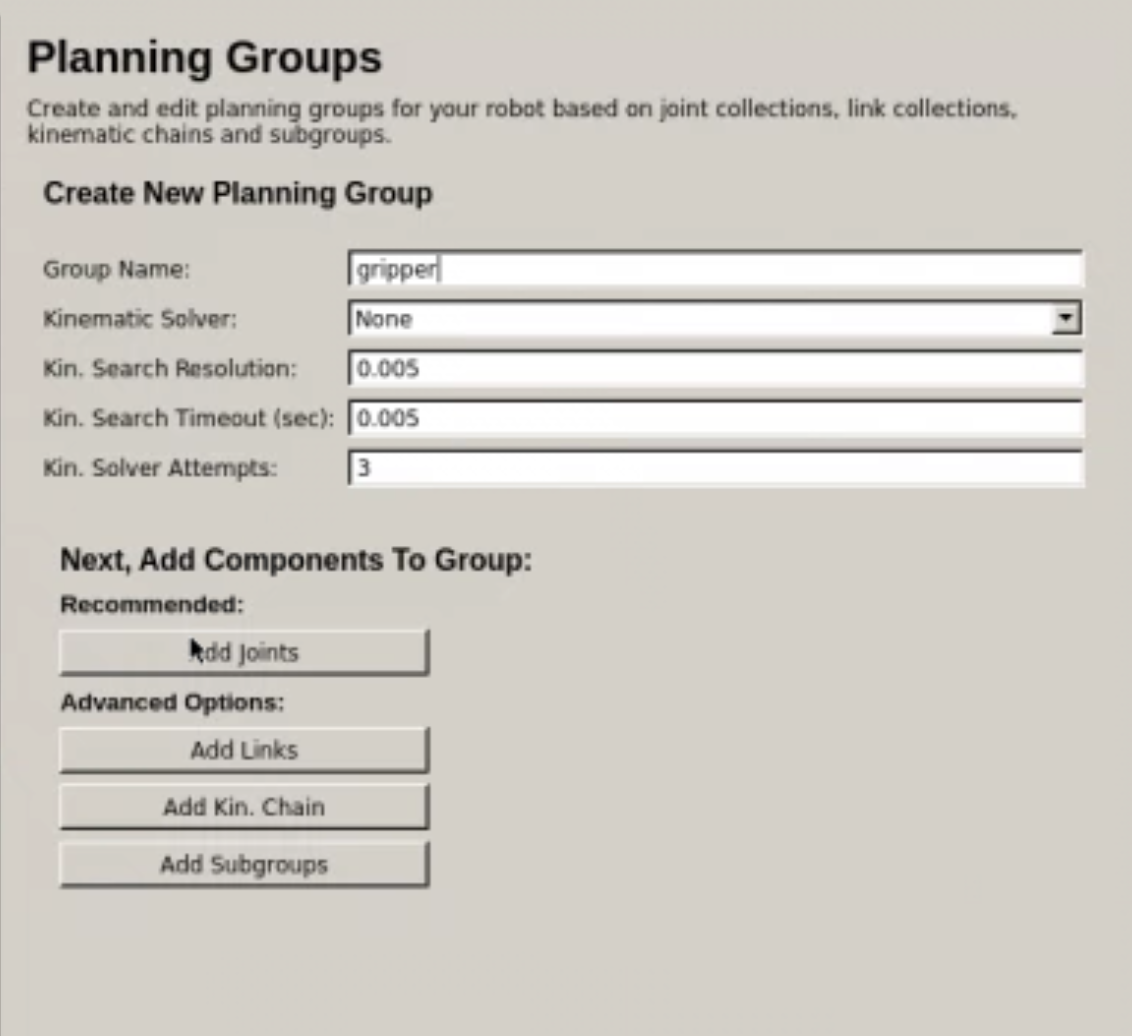 Planning Groups
Create and edit planning groups for your robot based on joint collections, link collections,
kinematic chains and subgroups.
Create New Planning Group
Group Name: gripper
Kinematic Solver: None
Kin. Search Resolution: 0.005
Kin. Search Timeout (sec): 0.005
Kin. Solver Attempts: 3
Next, Add Components To Group:
Recommended:
Add Joints
Advanced Options:
Add Links
Add Kin. Chain
Add Subgroups